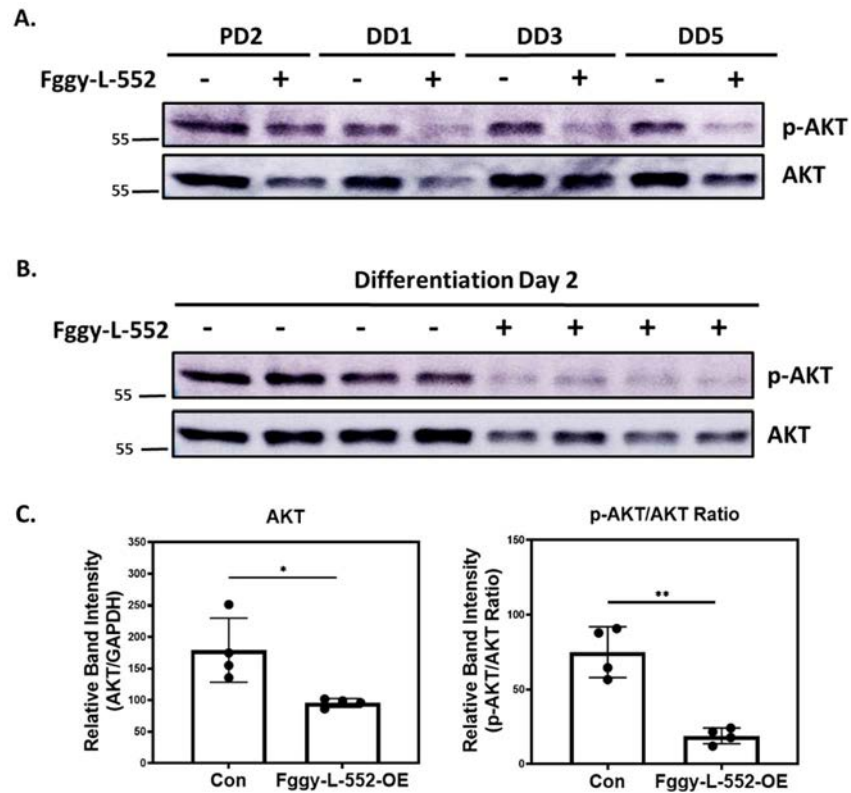 A.
PD2 DD1 DD3 DD5
Fggy-L-552 - + - + - + - +
55 p-AKT
55 AKT
B.
Differentiation Day 2
Fggy-L-552 - - - - + + + +
55 p-AKT
55 AKT
C.
AKT
Relative Band Intensity
(AKT/GAPDH)
350
300
250
200
150
100
50
0
*
Con Fggy-L-552-OE
p-AKT/AKT Ratio
Relative Band Intensity
(p-AKT/AKT Ratio)
150
100
50
0
**
Con Fggy-L-552-OE